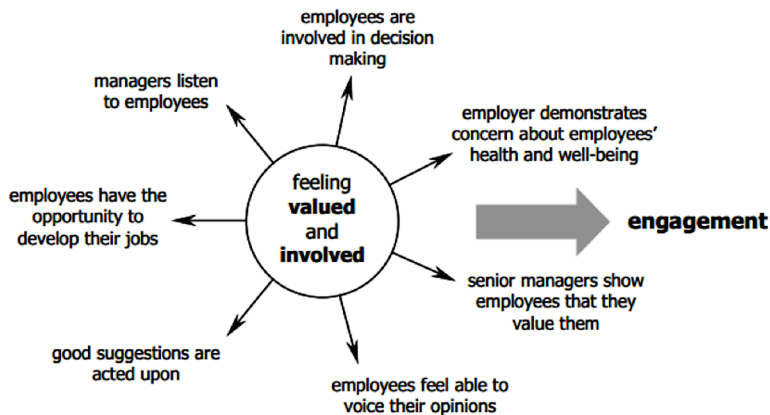 employees are
involved in decision
making
managers listen
to employees
employer demonstrates
concern about employees'
health and well-being
feeling
valued
and
involved
employees have the
opportunity to
develop their jobs
engagement
senior managers show
employees that they
value them
good suggestions are
acted upon
employees feel able to
voice their opinions